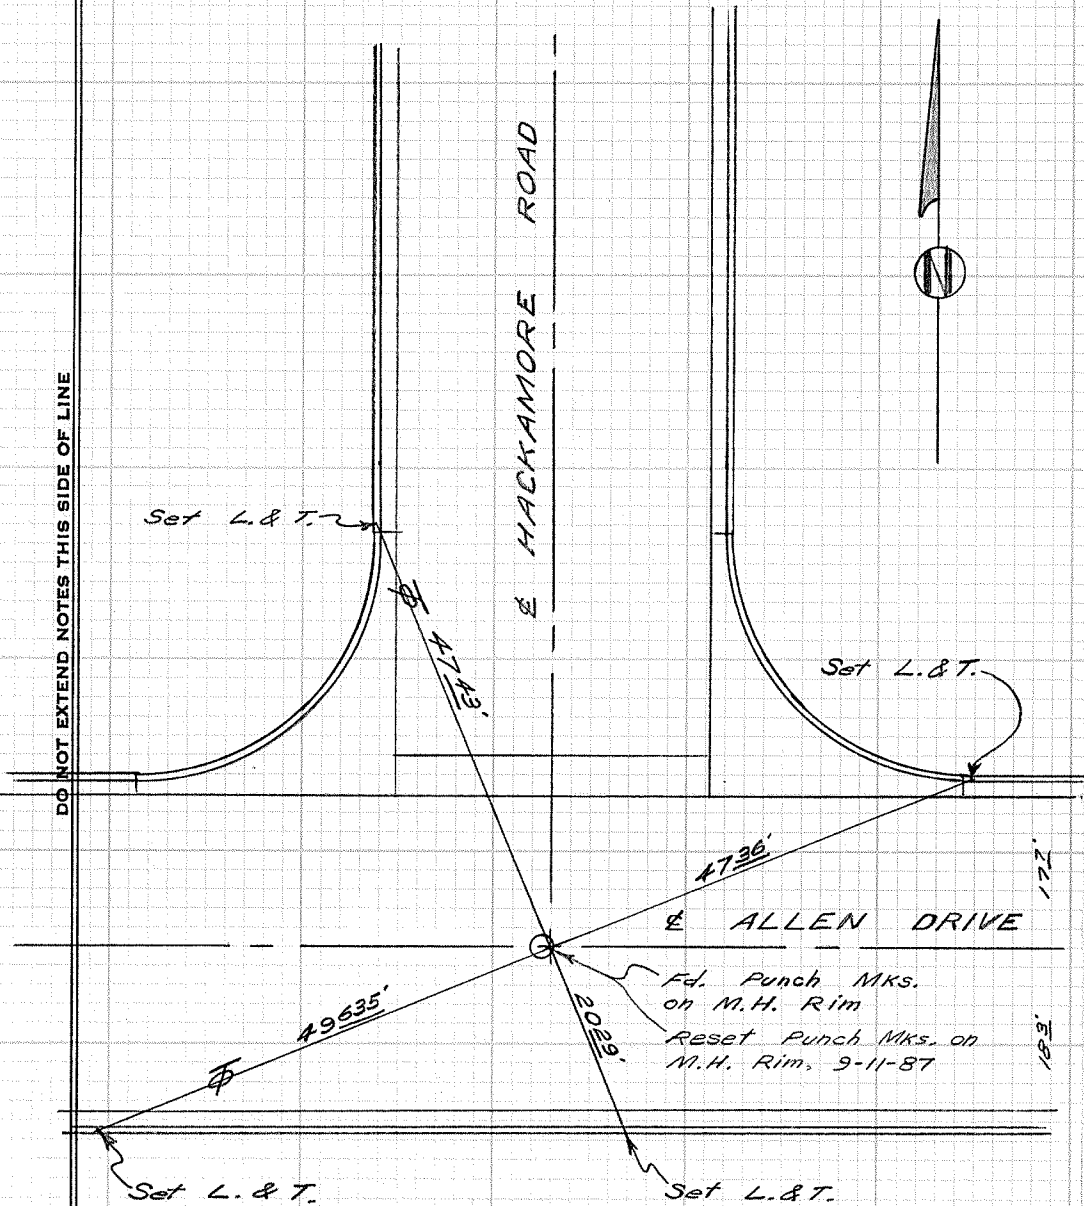 DO NOT EXTEND NOTES THIS SIDE OF LINE
℄ HACKAMORE ROAD
N
Set L. & T.
47.43'
Set L. & T.
47.36'
17.7'
℄ ALLEN DRIVE
Fd. Punch Mks.
on M.H. Rim
Reset Punch Mks. on
M.H. Rim, 9-11-87
49.635'
20.29'
18.3'
Set L. & T.
Set L. & T.